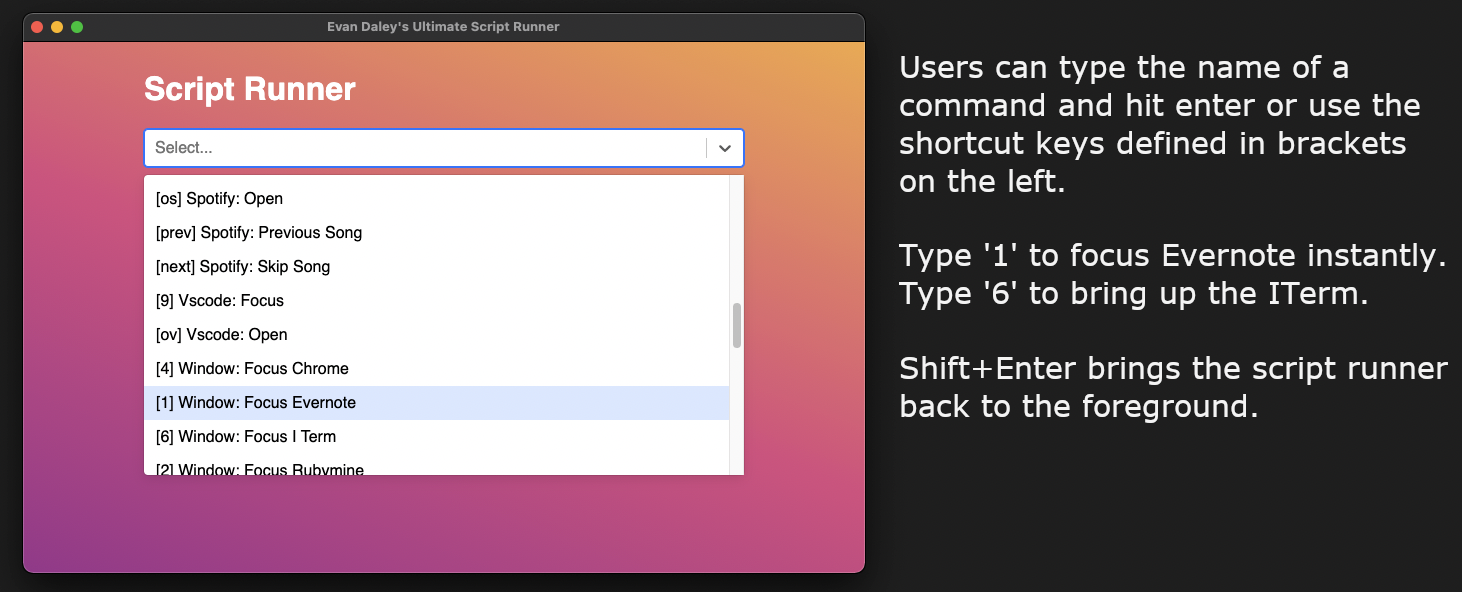 Evan Daley's Ultimate Script Runner
Script Runner
Select...
[os] Spotify: Open
[prev] Spotify: Previous Song
[next] Spotify: Skip Song
[9] Vscode: Focus
[ov] Vscode: Open
[4] Window: Focus Chrome
[1] Window: Focus Evernote
[6] Window: Focus I Term
[2] Window: Focus Rubymine
Users can type the name of a
command and hit enter or use the
shortcut keys defined in brackets
on the left.
Type '1' to focus Evernote instantly.
Type '6' to bring up the ITerm.
Shift+Enter brings the script runner
back to the foreground.